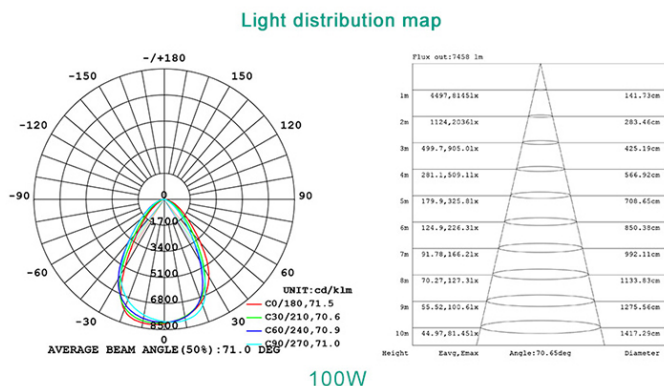 Light distribution map
-/+180
-150
150
-120
120
-90
90
-60
60
-30
30
0
0
1700
3400
5100
6800
8500
UNIT:cd/klm
C0/180,71.5
C30/210,70.6
C60/240,70.9
C90/270,71.0
AVERAGE BEAM ANGLE(50%):71.0 DEG
Flux out:7458 lm
1m 4497,8145lx 141.73cm
2m 1124,2036lx 283.46cm
3m 499.7,905.0lx 425.19cm
4m 281.1,509.1lx 566.92cm
5m 179.9,325.8lx 708.65cm
6m 124.9,226.3lx 850.38cm
7m 91.78,166.2lx 992.11cm
8m 70.27,127.3lx 1133.83cm
9m 55.52,100.6lx 1275.56cm
10m 44.97,81.45lx 1417.29cm
Height Eavg,Emax Angle:70.65deg Diameter
100W